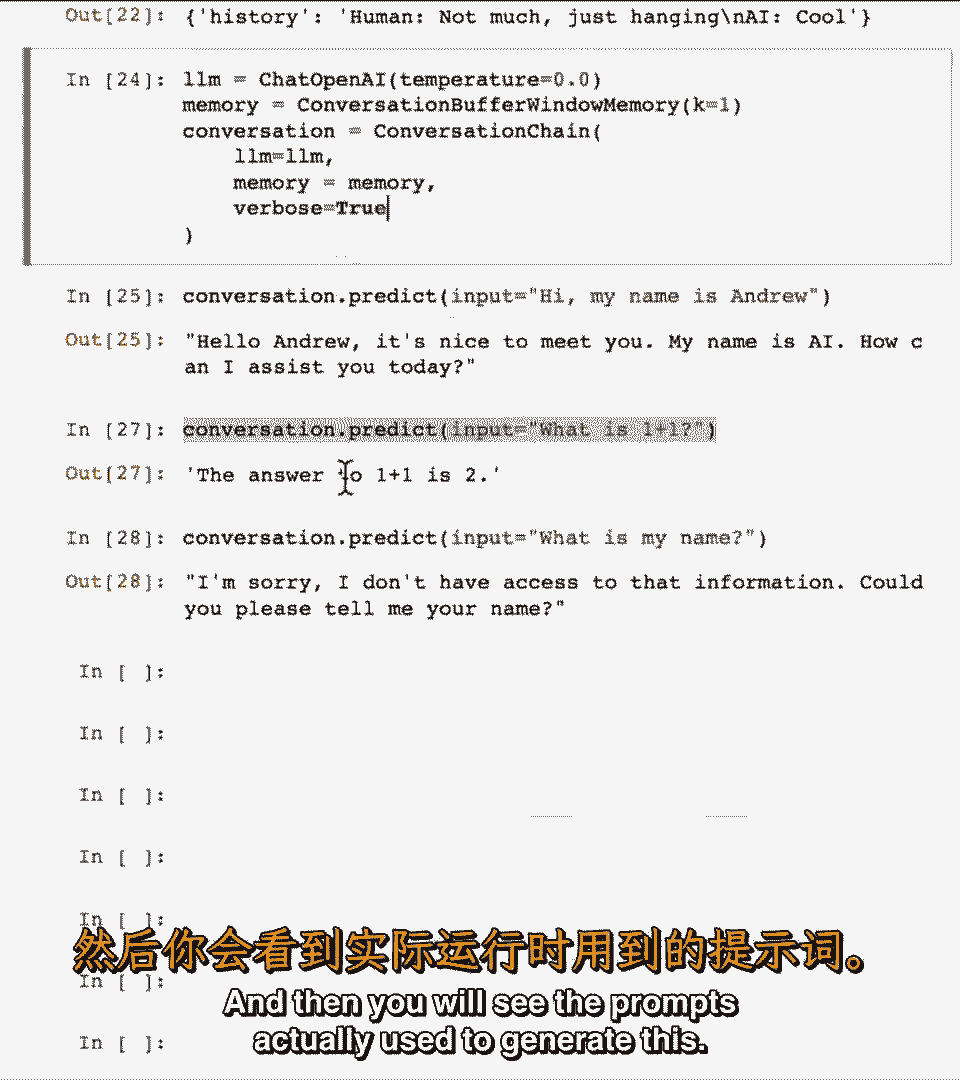 Out[22]: {'history': 'Human: Not much, just hanging\nAI: Cool'}
In [24]: llm = ChatOpenAI(temperature=0.0)
memory = ConversationBufferWindowMemory(k=1)
conversation = ConversationChain(
llm=llm,
memory = memory,
verbose=True
)
In [25]: conversation.predict(input="Hi, my name is Andrew")
Out[25]: "Hello Andrew, it's nice to meet you. My name is AI. How c
an I assist you today?"
In [27]: conversation.predict(input="What is 1+1?")
Out[27]: 'The answer to 1+1 is 2.'
In [28]: conversation.predict(input="What is my name?")
Out[28]: "I'm sorry, I don't have access to that information. Could
you please tell me your name?"
In [ ]:
In [ ]:
In [ ]:
In [ ]:
In [ ]:
然后你会看到实际运行时用到的提示词。
In [ ]:
And then you will see the prompts
actually used to generate this.
In [ ]: